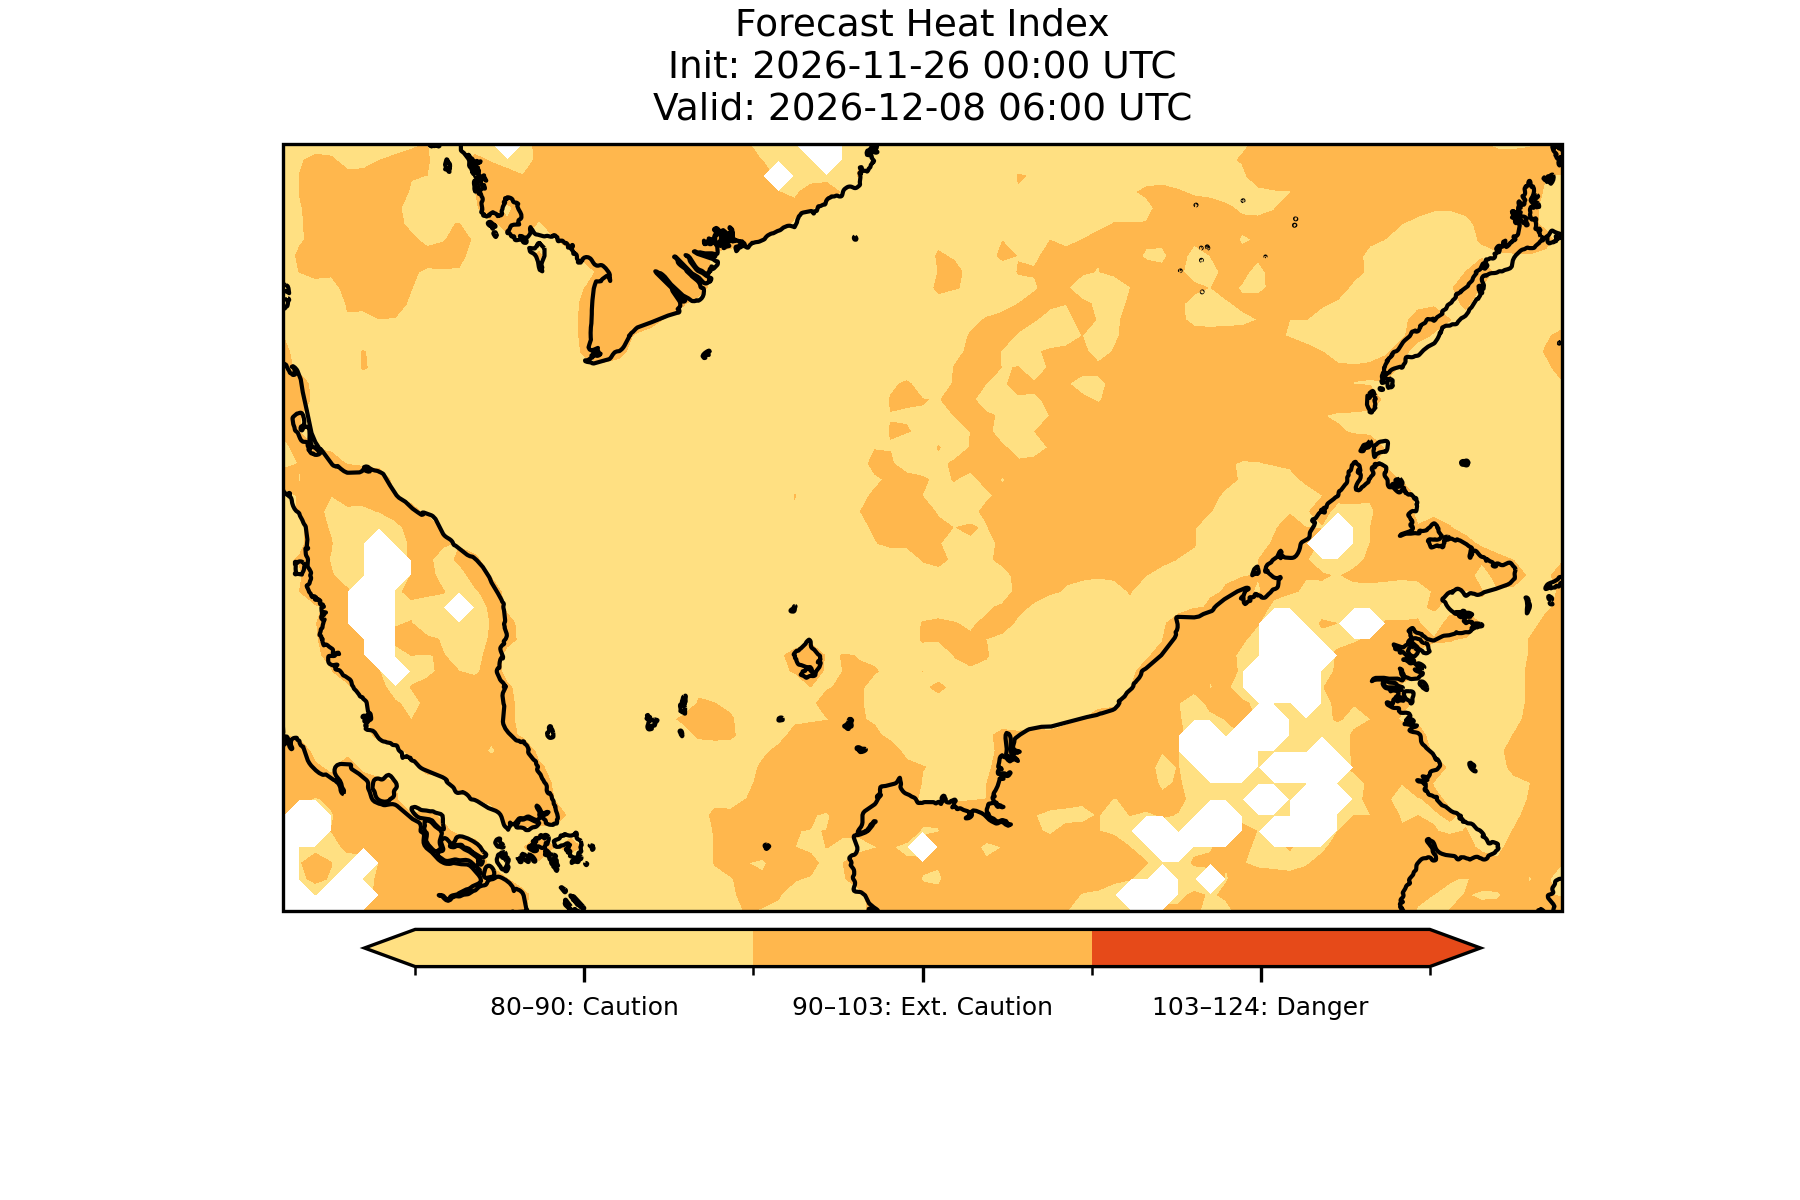 Forecast Heat Index
Init: 2026-11-26 00:00 UTC
Valid: 2026-12-08 06:00 UTC
80–90: Caution
90–103: Ext. Caution
103–124: Danger